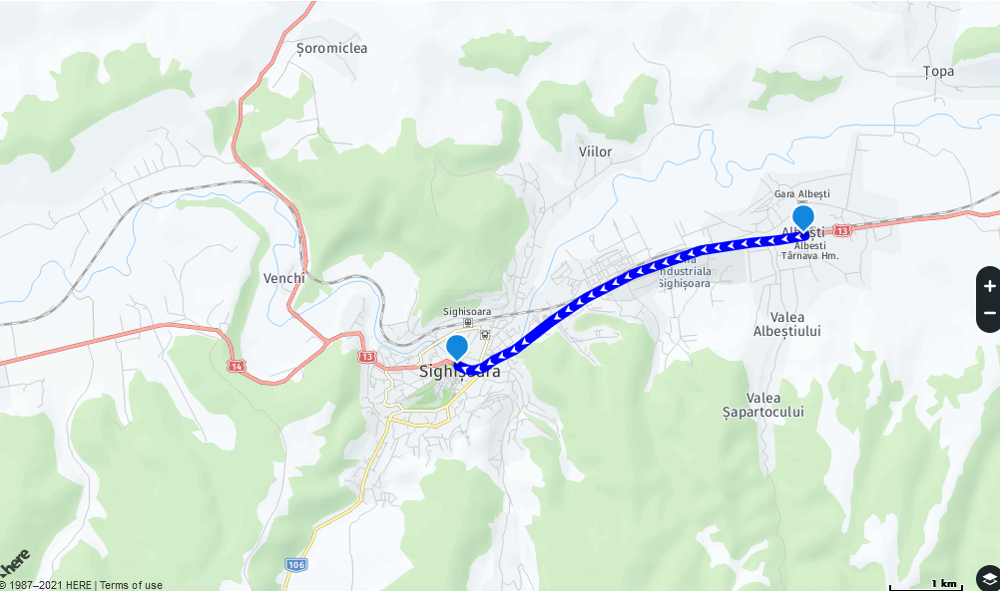 Șoromiclea
Țopa
Viilor
Gara Albești
13
Albești
Albesti
Târnava Hm.
Industriala
Sighișoara
Venchi
Sighisoara
Valea
Albeștiului
13
14
Sighișoara
Valea
Șapartocului
106
here
© 1987–2021 HERE | Terms of use
1 km
+
−